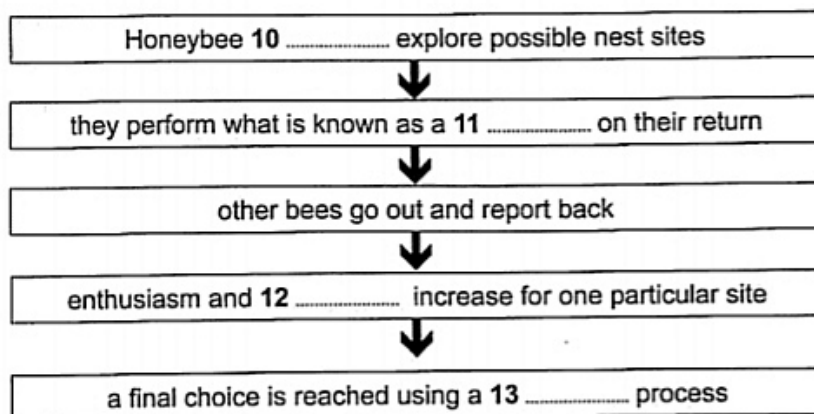 Honeybee 10 .................... explore possible nest sites
they perform what is known as a 11 .................... on their return
other bees go out and report back
enthusiasm and 12 .................... increase for one particular site
a final choice is reached using a 13 .................... process